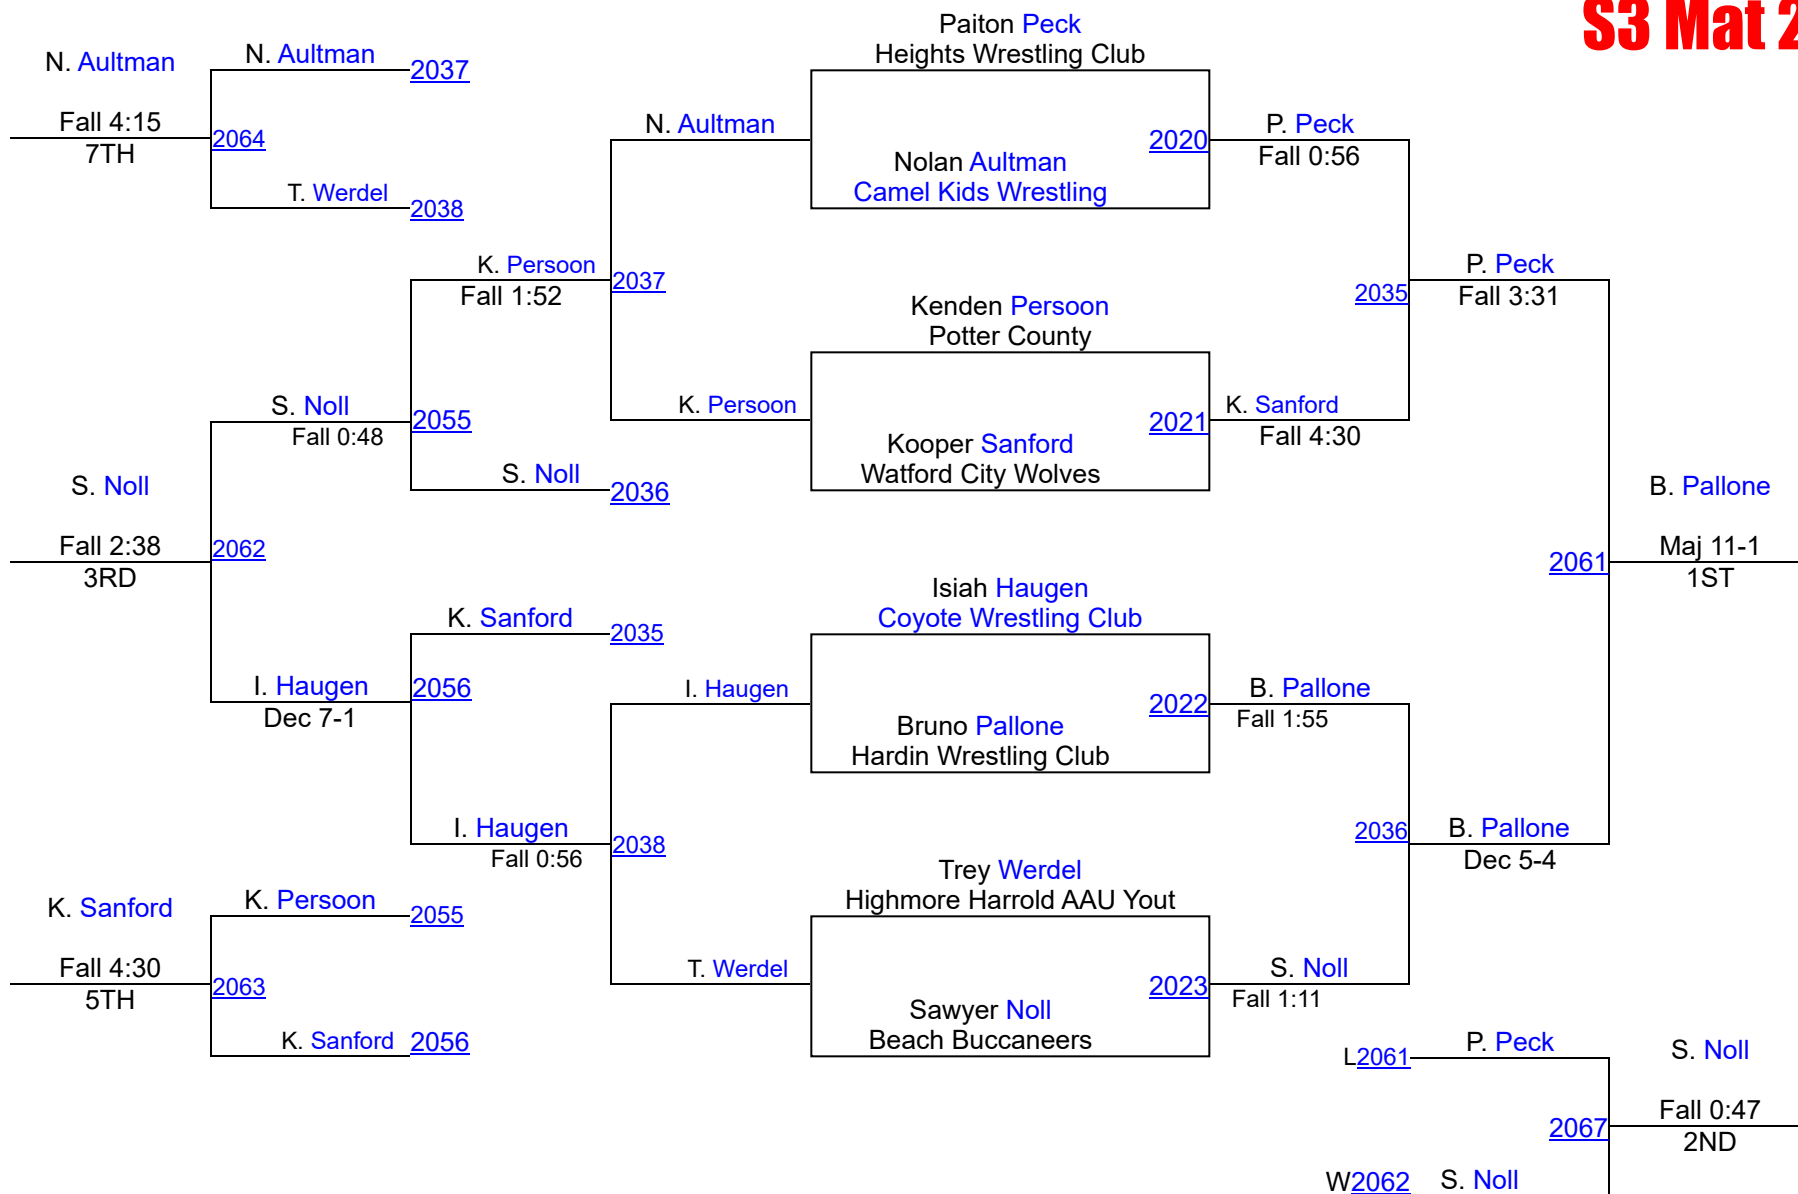 S3 Mat 2
N. Aultman
Fall 4:15
7TH
N. Aultman
2037
2064
T. Werdel
2038
K. Persoon
Fall 1:52
2037
N. Aultman
K. Persoon
S. Noll
Fall 0:48
2055
S. Noll
2036
S. Noll
Fall 2:38
3RD
2062
K. Sanford
2035
I. Haugen
Dec 7-1
2056
I. Haugen
Fall 0:56
2038
I. Haugen
T. Werdel
K. Sanford
Fall 4:30
5TH
K. Persoon
2055
2063
K. Sanford
2056
Paiton Peck
Heights Wrestling Club
Nolan Aultman
Camel Kids Wrestling
2020
Kenden Persoon
Potter County
Kooper Sanford
Watford City Wolves
2021
Isiah Haugen
Coyote Wrestling Club
Bruno Pallone
Hardin Wrestling Club
2022
Trey Werdel
Highmore Harrold AAU Yout
Sawyer Noll
Beach Buccaneers
2023
P. Peck
Fall 0:56
K. Sanford
Fall 4:30
2035
P. Peck
Fall 3:31
B. Pallone
Fall 1:55
S. Noll
Fall 1:11
2036
B. Pallone
Dec 5-4
2061
B. Pallone
Maj 11-1
1ST
L2061
P. Peck
2067
W2062
S. Noll
S. Noll
Fall 0:47
2ND